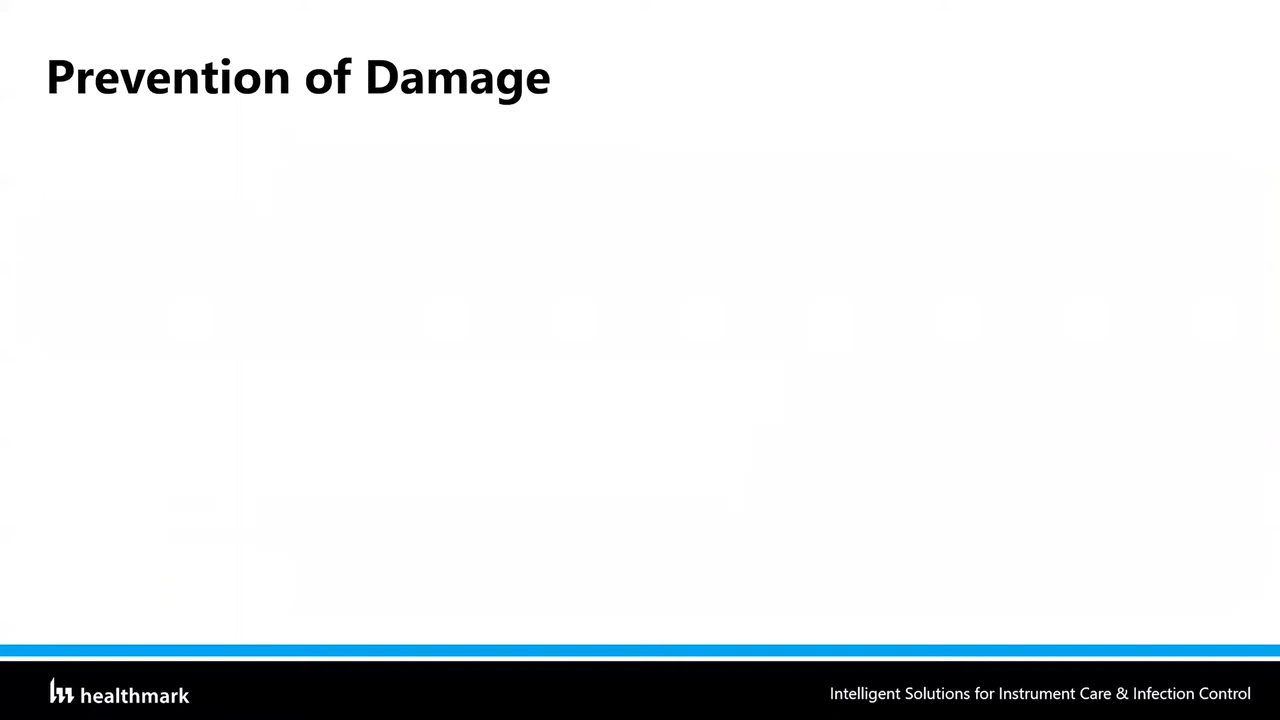 Prevention of Damage
healthmark
Intelligent Solutions for Instrument Care & Infection Control